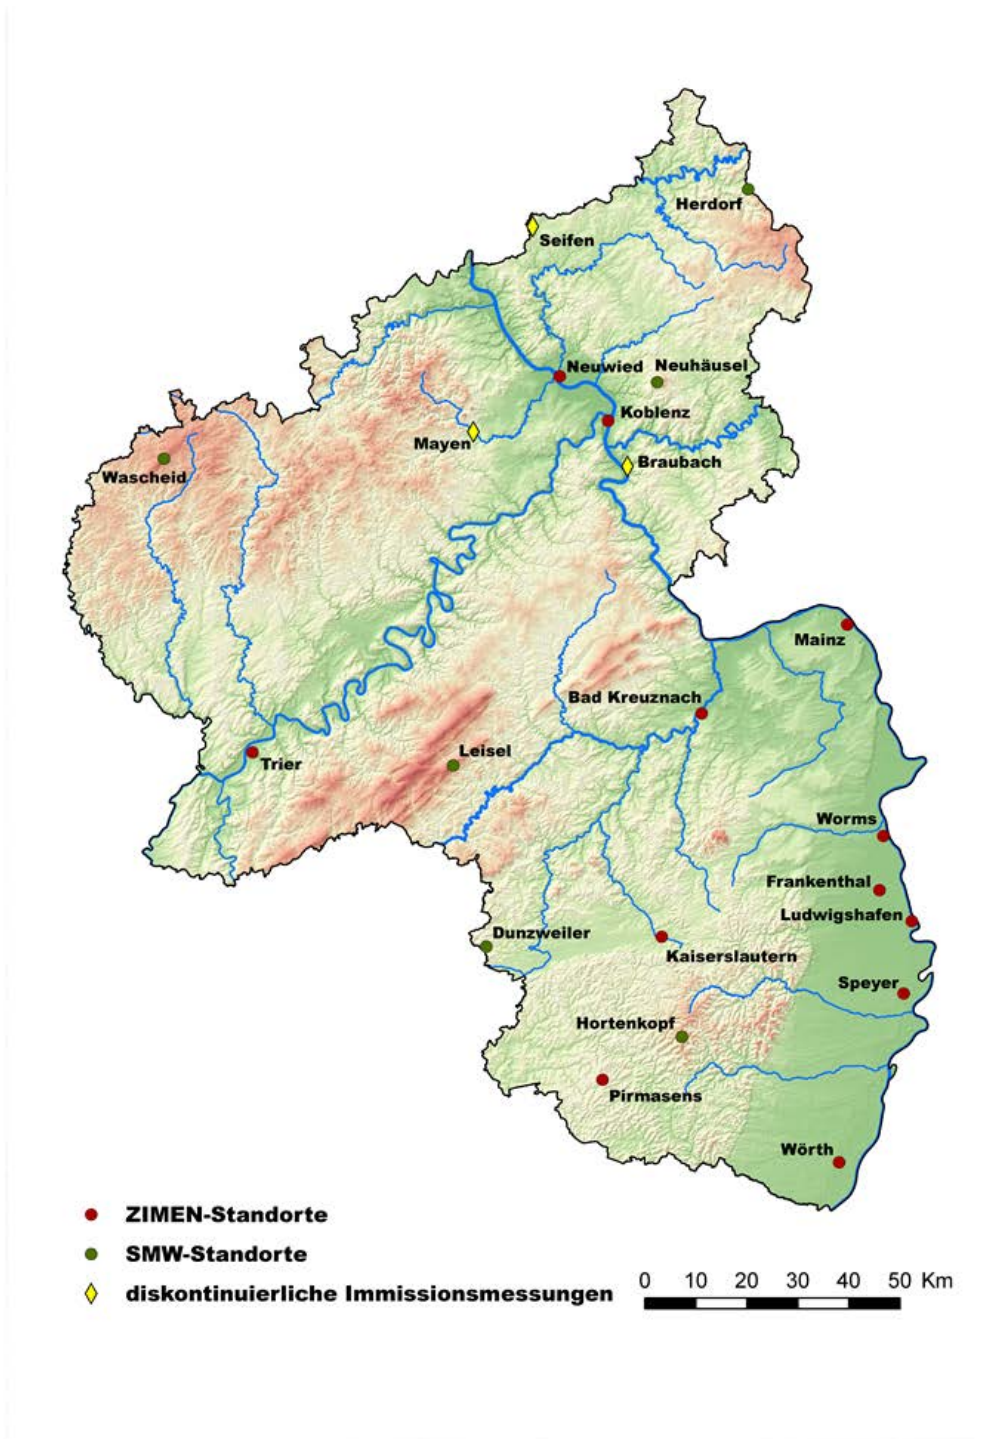 Herdorf
Seifen
Neuwied
Neuhäusel
Koblenz
Mayen
Braubach
Wascheid
Mainz
Bad Kreuznach
Leisel
Trier
Worms
Frankenthal
Ludwigshafen
Dunzweiler
Kaiserslautern
Speyer
Hortenkopf
Pirmasens
Wörth
ZIMEN-Standorte
SMW-Standorte
diskontinuierliche Immissionsmessungen
0 10 20 30 40 50 Km